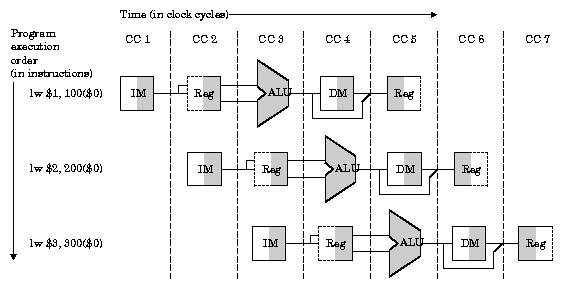 Time (in clock cycles)
Program
execution
order
(in instructions)
CC 1 CC 2 CC 3 CC 4 CC 5 CC 6 CC 7
lw $1, 100($0) IM Reg ALU DM Reg
lw $2, 200($0) IM Reg ALU DM Reg
lw $3, 300($0) IM Reg ALU DM Reg